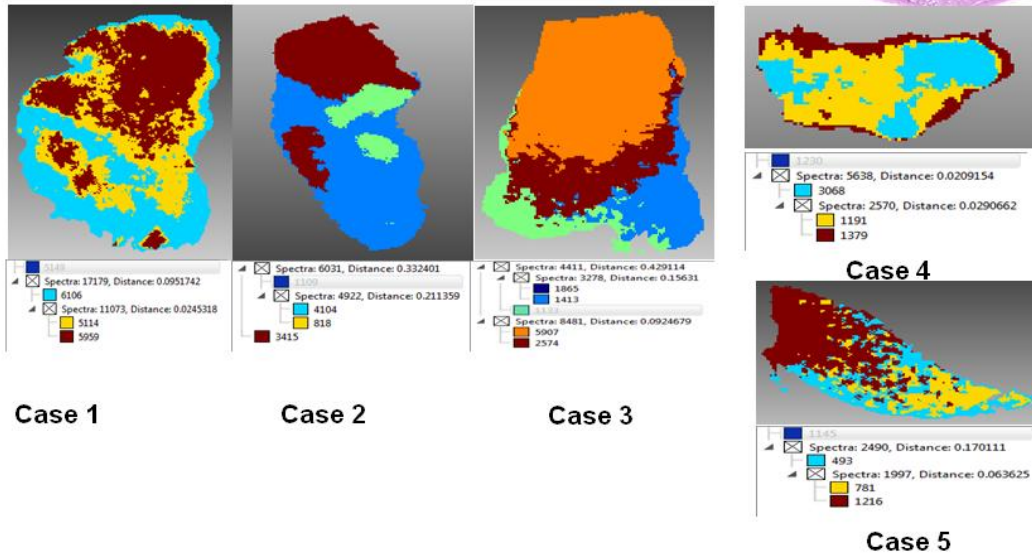 5149
Spectra: 17179, Distance: 0.0951742
6106
Spectra: 11073, Distance: 0.0245318
5114
5959
Case 1
Spectra: 6031, Distance: 0.332401
1109
Spectra: 4922, Distance: 0.211359
4104
818
3415
Case 2
Spectra: 4411, Distance: 0.429114
Spectra: 3278, Distance: 0.15631
1865
1413
1133
Spectra: 8481, Distance: 0.0924679
5907
2574
Case 3
1230
Spectra: 5638, Distance: 0.0209154
3068
Spectra: 2570, Distance: 0.0290662
1191
1379
Case 4
1145
Spectra: 2490, Distance: 0.170111
493
Spectra: 1997, Distance: 0.063625
781
1216
Case 5